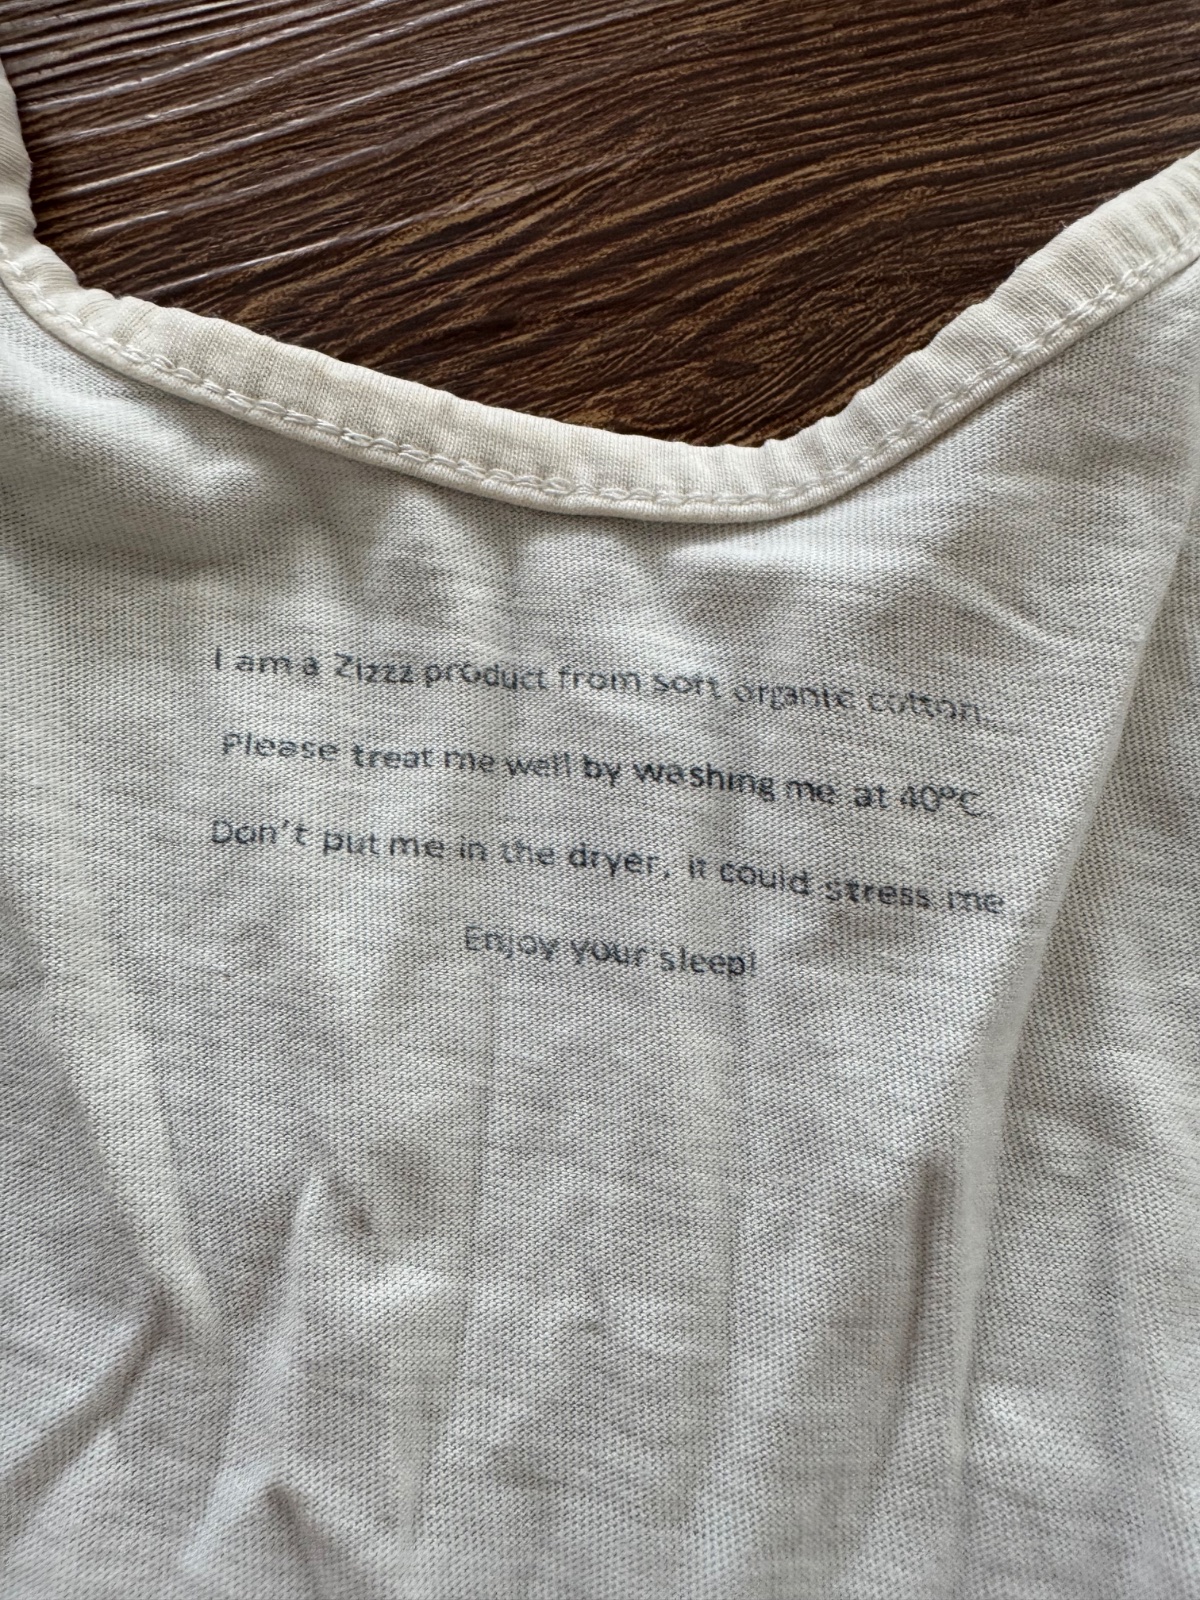 I am a Zizzz product from soft organic cotton...
Please treat me well by washing me at 40ºC.
Don't put me in the dryer, it could stress me
Enjoy your sleep!